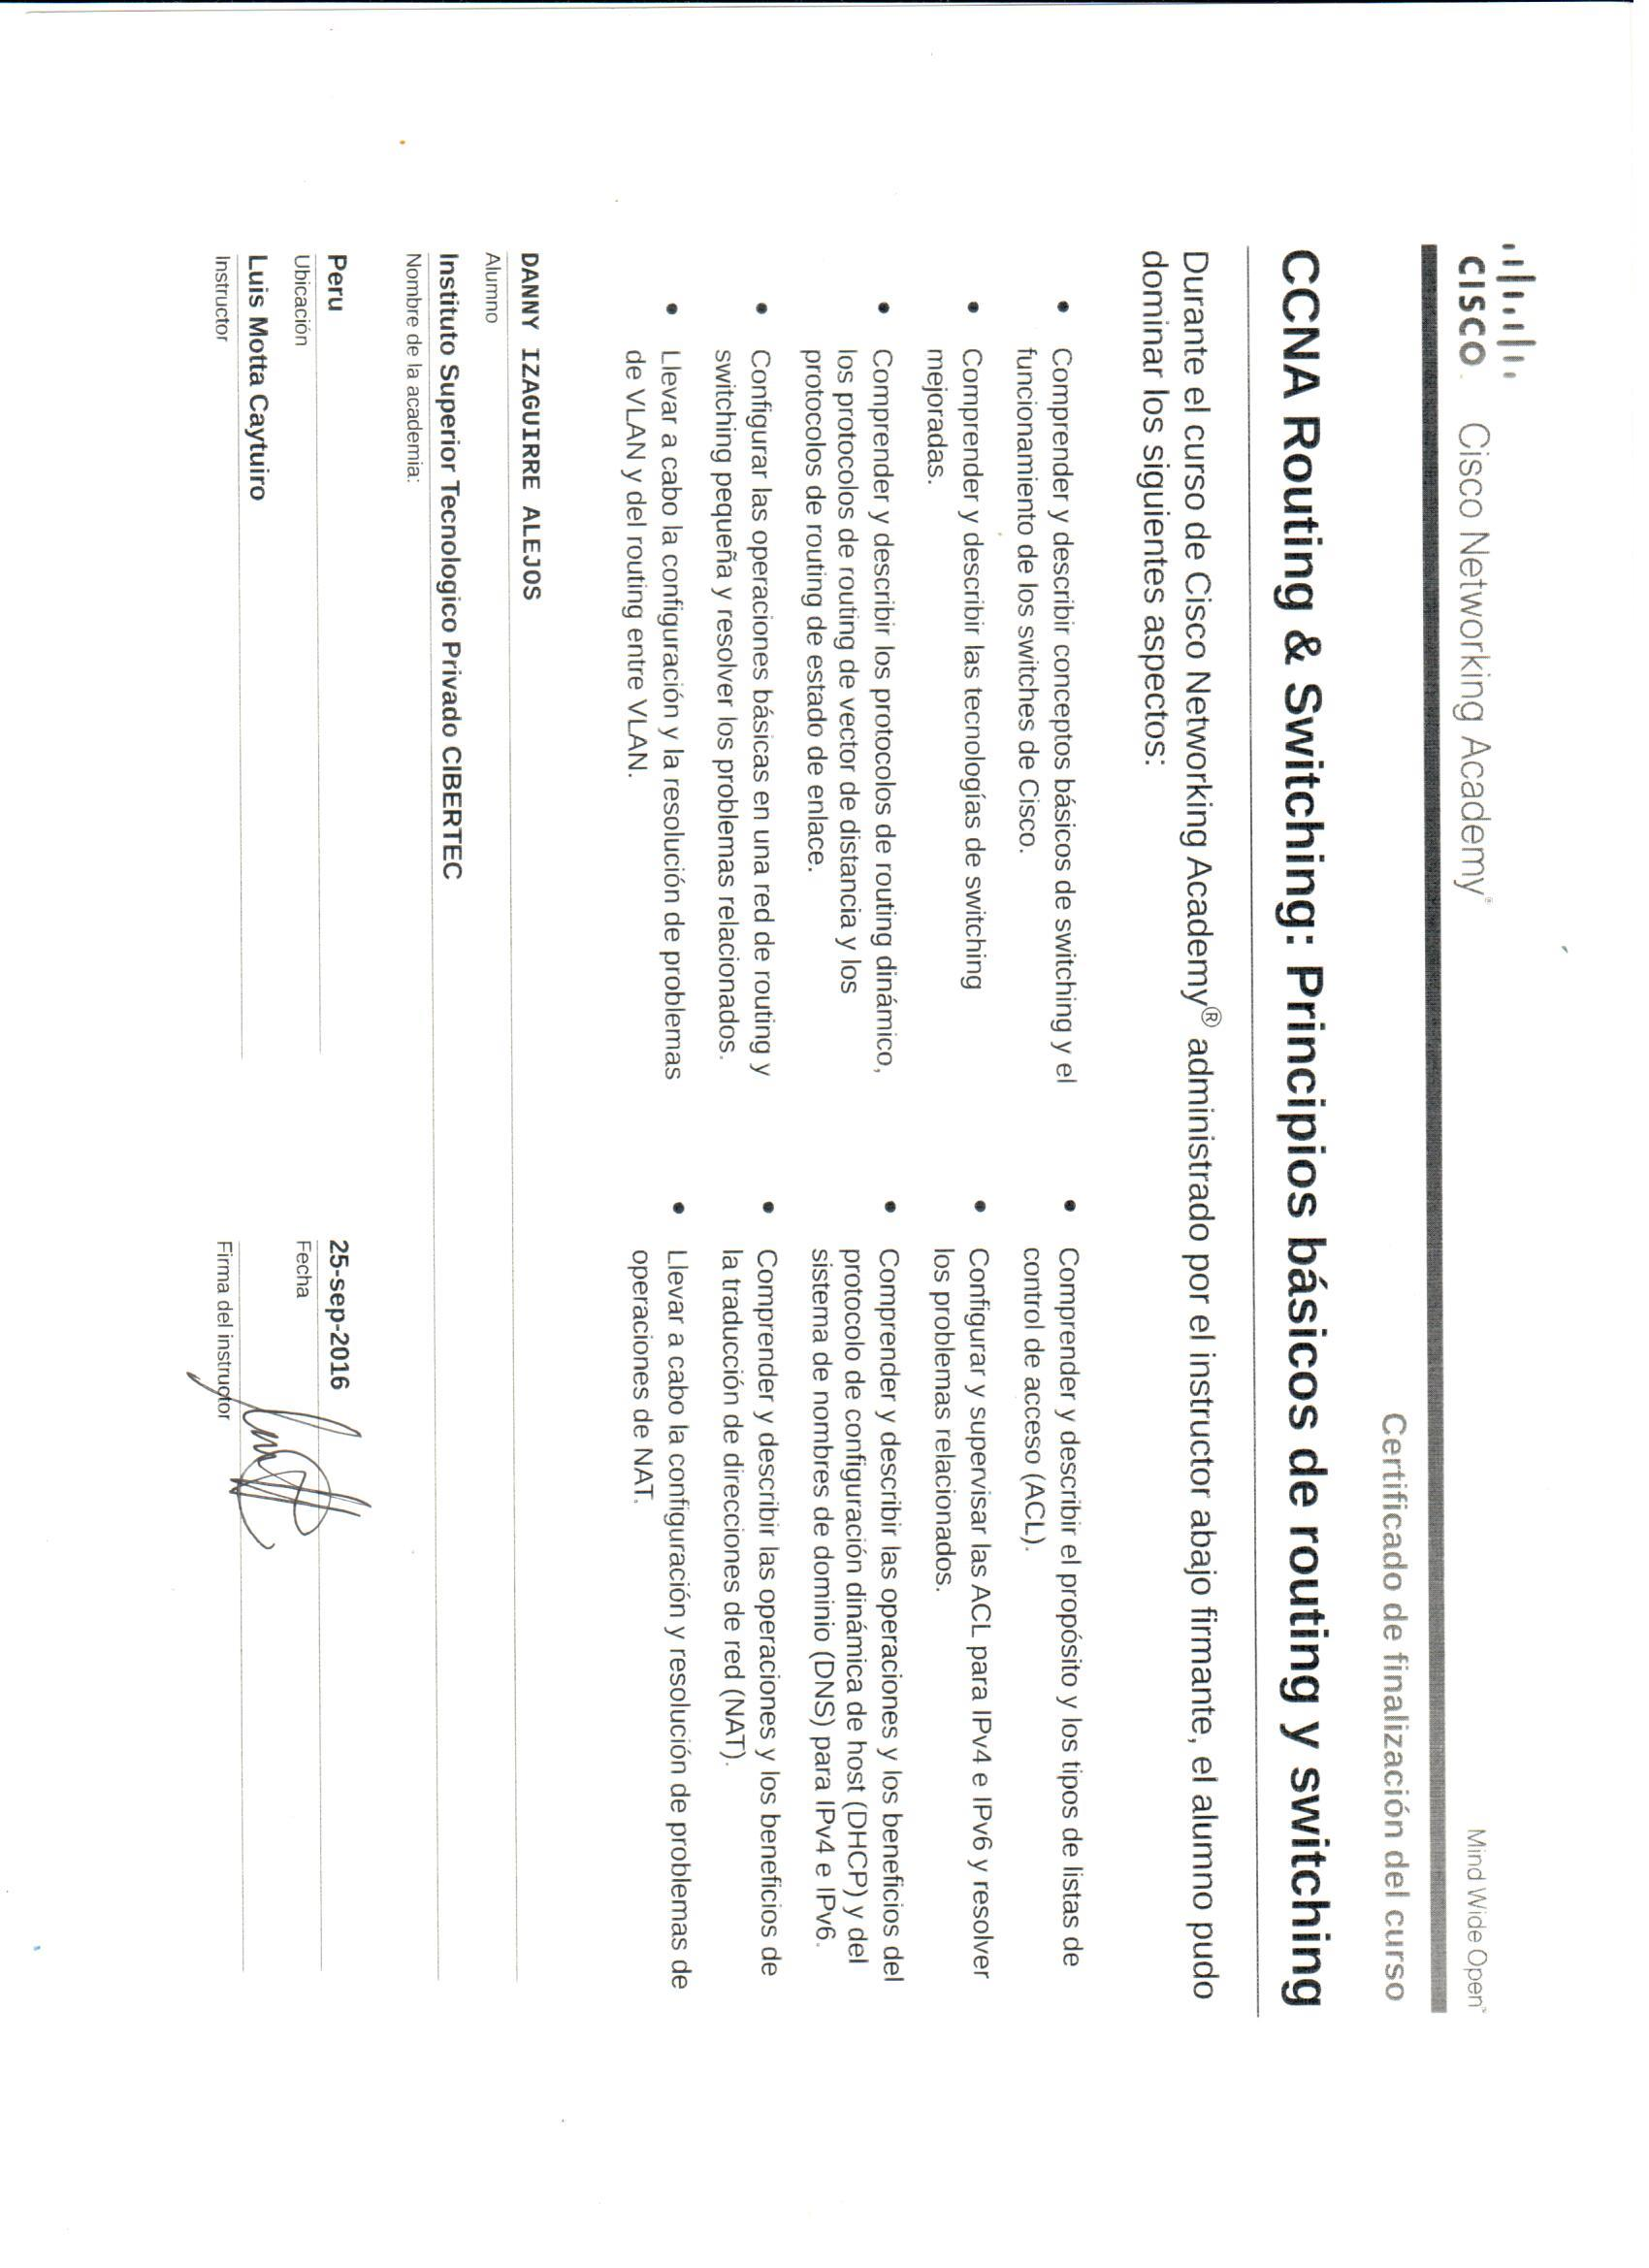 CISCO Cisco Networking Academy® Mind Wide Open™
Certificado de finalización del curso
CCNA Routing & Switching: Principios básicos de routing y switching
Durante el curso de Cisco Networking Academy® administrado por el instructor abajo firmante, el alumno pudo
dominar los siguientes aspectos:
• Comprender y describir conceptos básicos de switching y el
funcionamiento de los switches de Cisco.
• Comprender y describir las tecnologías de switching
mejoradas.
• Comprender y describir los protocolos de routing dinámico,
los protocolos de routing de vector de distancia y los
protocolos de routing de estado de enlace.
• Configurar las operaciones básicas en una red de routing y
switching pequeña y resolver los problemas relacionados.
• Llevar a cabo la configuración y la resolución de problemas
de VLAN y del routing entre VLAN.
• Comprender y describir el propósito y los tipos de listas de
control de acceso (ACL).
• Configurar y supervisar las ACL para IPv4 e IPv6 y resolver
los problemas relacionados.
• Comprender y describir las operaciones y los beneficios del
protocolo de configuración dinámica de host (DHCP) y del
sistema de nombres de dominio (DNS) para IPv4 e IPv6.
• Comprender y describir las operaciones y los beneficios de
la traducción de direcciones de red (NAT).
• Llevar a cabo la configuración y resolución de problemas de
operaciones de NAT.
DANNY IZAGUIRRE ALEJOS
Alumno
Instituto Superior Tecnologico Privado CIBERTEC
Nombre de la academia:
Peru
Ubicación
25-sep-2016
Fecha
Luis Motta Caytuiro
Instructor
Firma del instructor